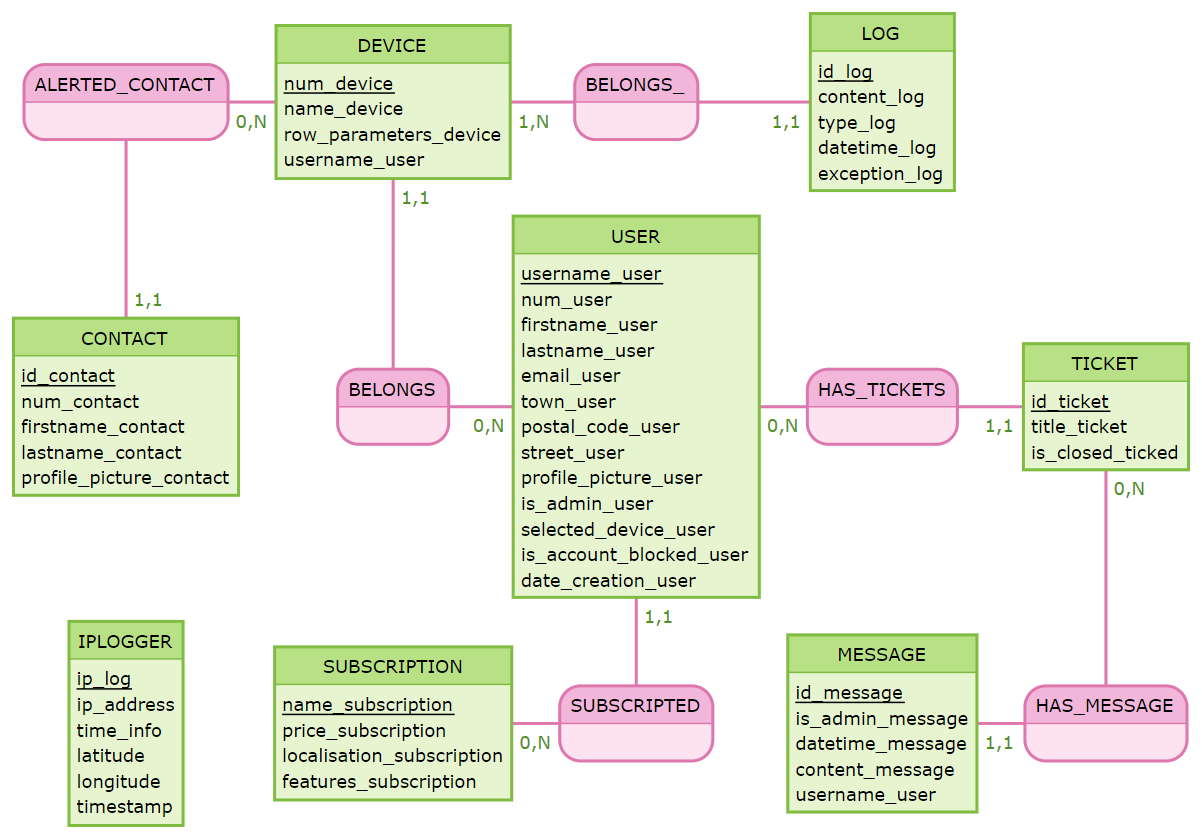 DEVICE
num_device
name_device
row_parameters_device
username_user
ALERTED_CONTACT
0,N
1,N
BELONGS_
1,1
LOG
id_log
content_log
type_log
datetime_log
exception_log
1,1
1,1
CONTACT
id_contact
num_contact
firstname_contact
lastname_contact
profile_picture_contact
BELONGS
0,N
USER
username_user
num_user
firstname_user
lastname_user
email_user
town_user
postal_code_user
street_user
profile_picture_user
is_admin_user
selected_device_user
is_account_blocked_user
date_creation_user
0,N
HAS_TICKETS
1,1
TICKET
id_ticket
title_ticket
is_closed_ticked
0,N
1,1
IPLOGGER
ip_log
ip_address
time_info
latitude
longitude
timestamp
SUBSCRIPTION
name_subscription
price_subscription
localisation_subscription
features_subscription
0,N
SUBSCRIPTED
MESSAGE
id_message
is_admin_message
datetime_message
content_message
username_user
1,1
HAS_MESSAGE